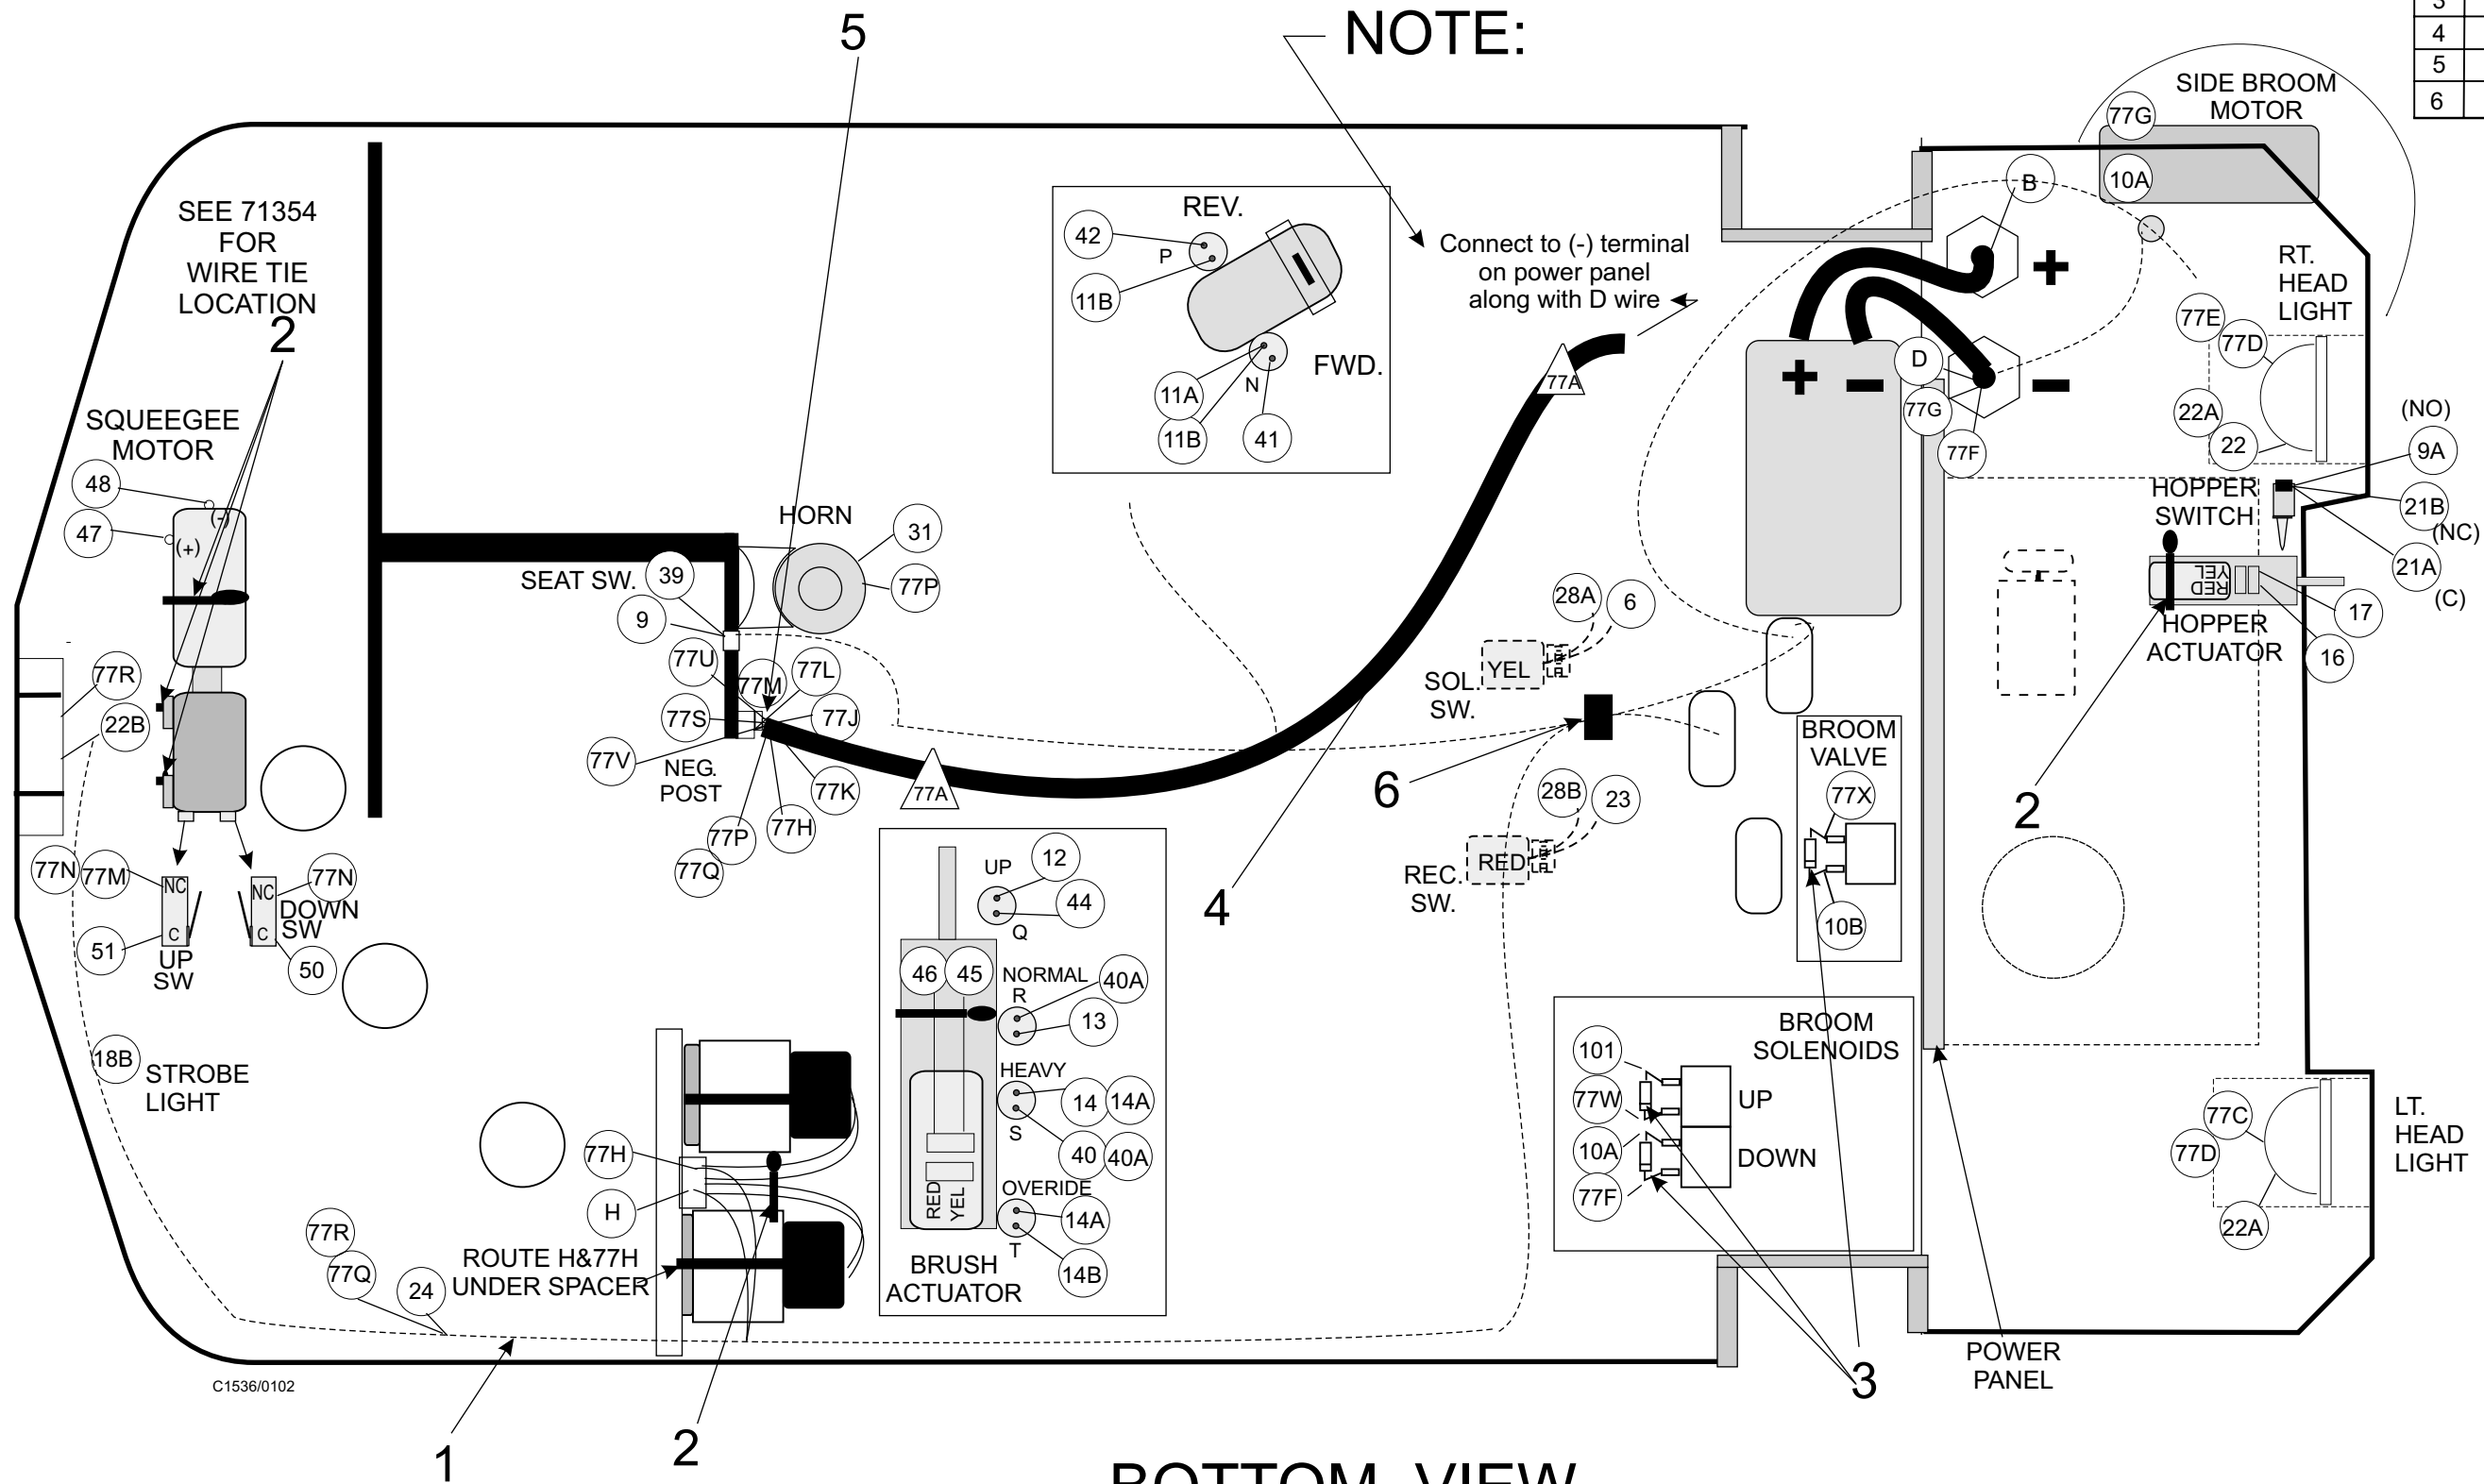 NOTE:
5
3
4
5
6
SIDE BROOM
MOTOR
77G
10A
B
SEE 71354
FOR
WIRE TIE
LOCATION
2
REV.
42
P
11B
11A
N
11B
41
FWD.
Connect to (-) terminal
on power panel
along with D wire
77A
+
−
+
−
D
77G
77F
RT.
HEAD
LIGHT
77E
77D
22A
22
(NO)
9A
21B
(NC)
21A
(C)
HOPPER
SWITCH
RED
YEL
17
16
HOPPER
ACTUATOR
2
SQUEEGEE
MOTOR
48
47
(-)
(+)
HORN
31
77P
SEAT SW.
39
9
77U
77M
77L
77S
77J
77V
NEG.
POST
77K
77P
77H
77Q
77A
28A
6
YEL
SOL.
SW.
6
28B
23
RED
REC.
SW.
4
BROOM
VALVE
77X
10B
77R
22B
77N
77M
NC
C
51
UP
SW
NC
C
77N
DOWN
SW
50
18B
STROBE
LIGHT
UP
12
44
Q
46
45
NORMAL
R
40A
13
HEAVY
14
14A
S
40
40A
OVERIDE
14A
T
14B
RED
YEL
BRUSH
ACTUATOR
77H
H
ROUTE H&77H
UNDER SPACER
77R
77Q
24
BROOM
SOLENOIDS
101
77W
10A
77F
UP
DOWN
77C
77D
22A
LT.
HEAD
LIGHT
POWER
PANEL
3
C1536/0102
1
2
BOTTOM VIEW